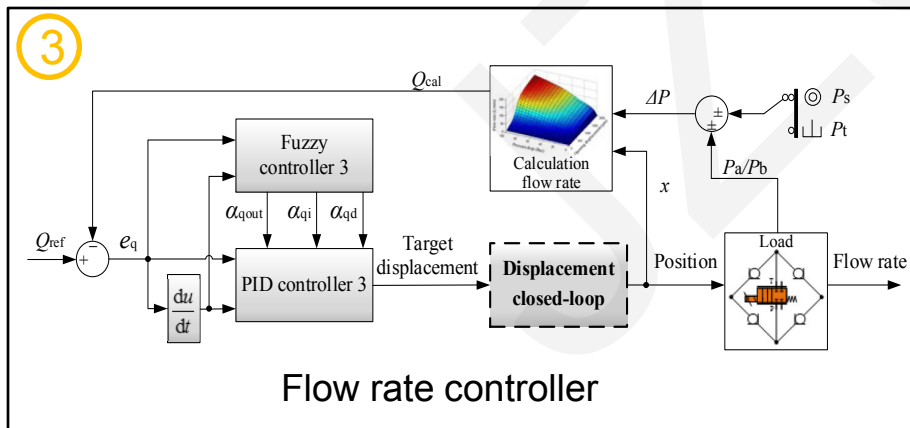 3
Qcal
ΔP
Ps
Pt
±
±
Fuzzy
controller 3
Calculation
flow rate
Pa/Pb
x
αqout
αqi
αqd
Qref
−
+
eq
PID controller 3
Target
displacement
Displacement
closed-loop
Position
Load
Flow rate
du
dt
Flow rate controller